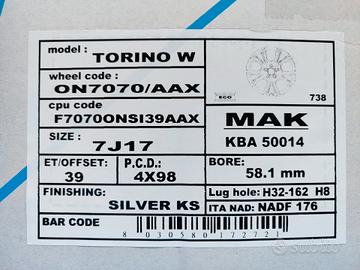 model : TORINO W
wheel code :
ON7070/AAX
cpu code
F7070ONSI39AAX
SIZE :
7J17
ET/OFFSET:
39
P.C.D.:
4X98
FINISHING:
SILVER KS
BAR CODE
ECO
738
MAK
KBA 50014
BORE:
58.1 mm
Lug hole: H32-162 H8
ITA NAD: NADF 176
8 030580 172721
subito